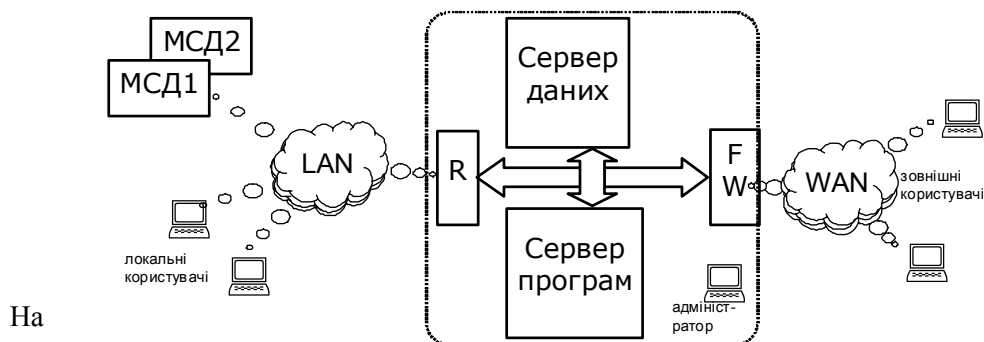 МСД2
МСД1
LAN
локальні
користувачі
R
Сервер
даних
Сервер
програм
F
W
адмініст-
ратор
WAN
зовнішні
користувачі
На